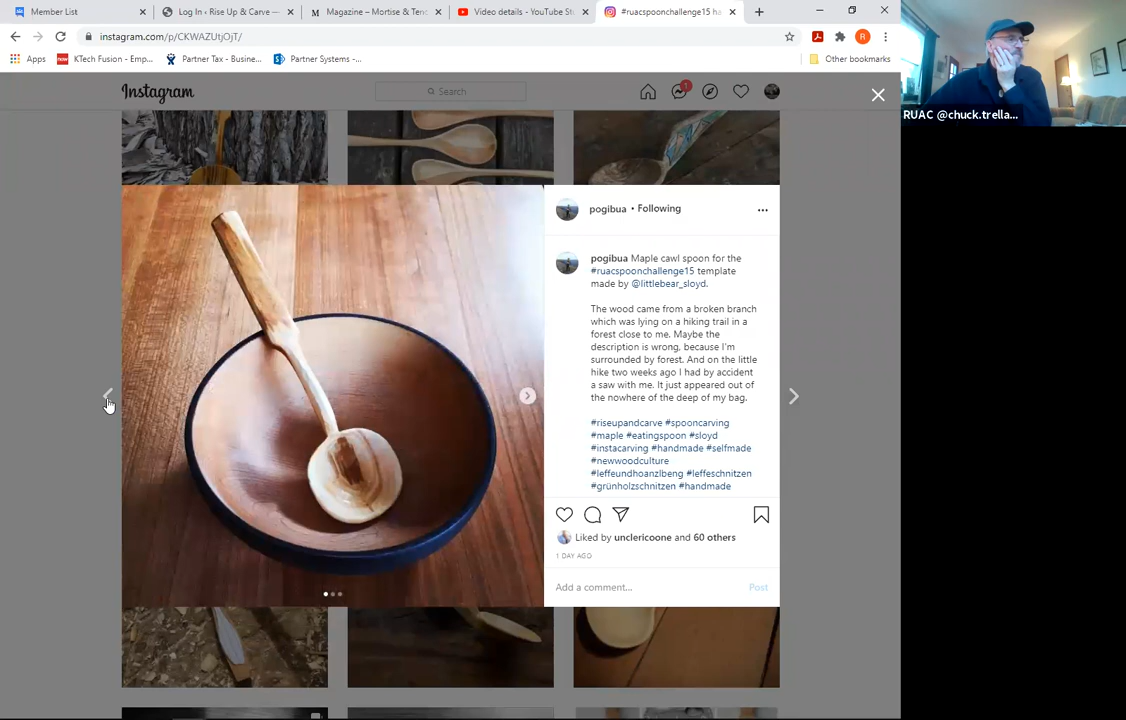 Member List
Log In ‹ Rise Up & Carve —
Magazine – Mortise & Tenc
Video details - YouTube St
#ruacspoonchallenge15 ha
instagram.com/p/CKWAZUtjOjT/
R
Apps
KTech Fusion - Emp...
Partner Tax - Busine...
Partner Systems -...
Other bookmarks
Instagram
Search
1
RUAC @chuck.trella...
pogibua • Following
pogibua Maple cawl spoon for the
#ruacspoonchallenge15 template
made by @littlebear_sloyd.
The wood came from a broken branch
which was lying on a hiking trail in a
forest close to me. Maybe the
description is wrong, because I'm
surrounded by forest. And on the little
hike two weeks ago I had by accident
a saw with me. It just appeared out of
the nowhere of the deep of my bag.
#riseupandcarve #spooncarving
#maple #eatingspoon #sloyd
#instacarving #handmade #selfmade
#newwoodculture
#leffeundhoanzlbeng #leffeschnitzen
#grünholzschnitzen #handmade
Liked by unclericoone and 60 others
1 DAY AGO
Add a comment...
Post